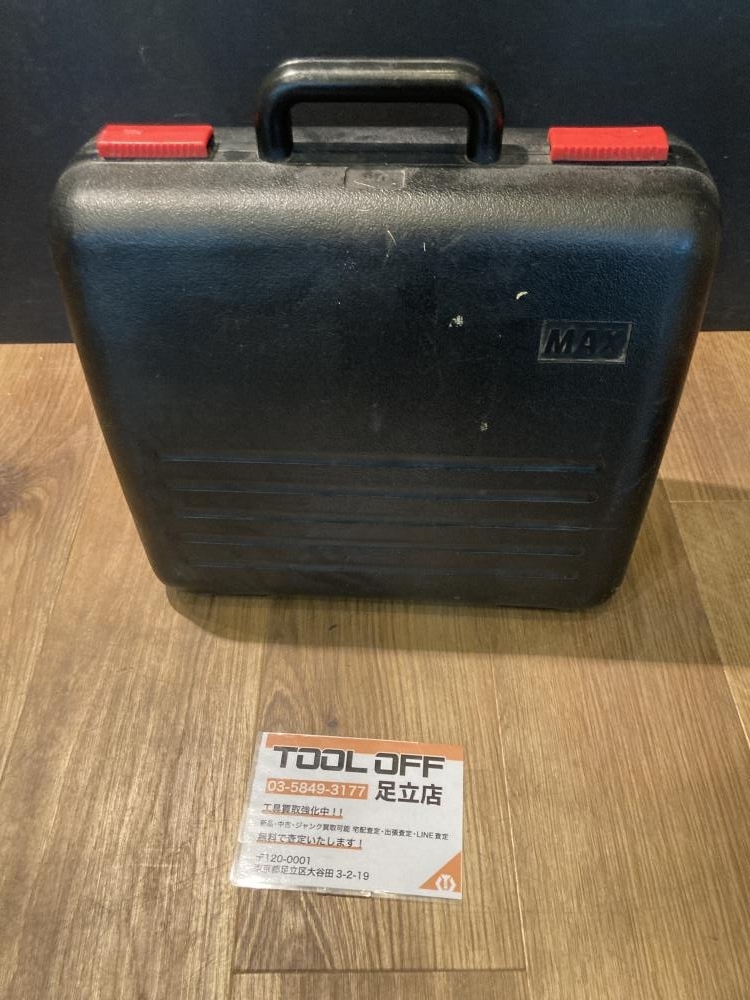 MAX
TOOL OFF
03-5849-3177 足立店
工具買取強化中！！
新品・中古・ジャンク買取可能 宅配査定・出張査定・LINE査定
無料で査定いたします！
〒120-0001
東京都足立区大谷田 3-2-19